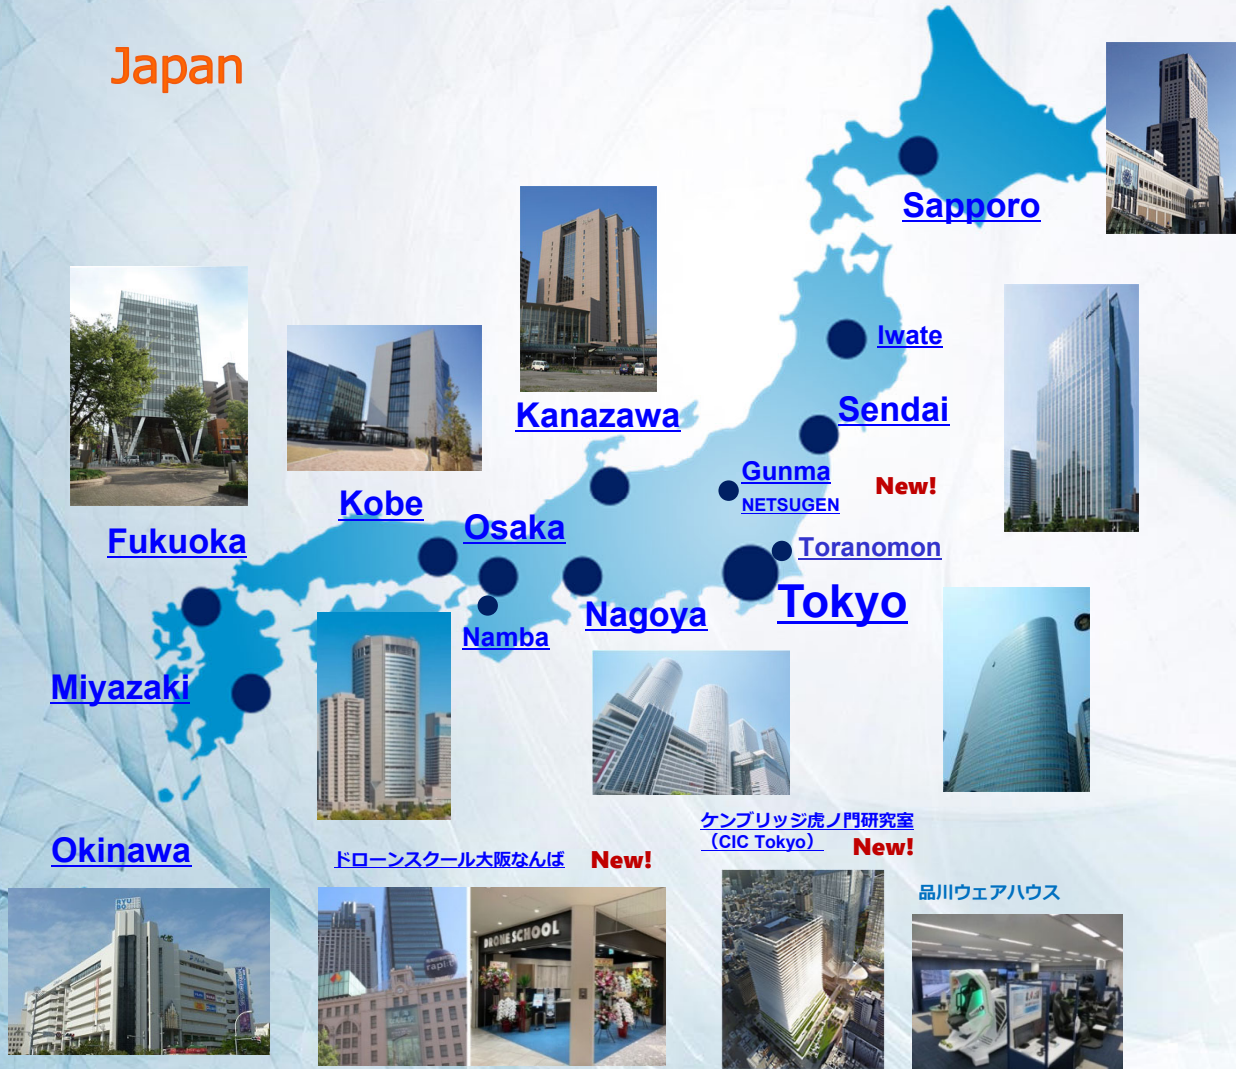 Japan
Sapporo
Iwate
Kanazawa
Sendai
Gunma
New!
NETSUGEN
Kobe
Osaka
Fukuoka
Toranomon
Tokyo
Nagoya
Namba
Miyazaki
ケンブリッジ虎ノ門研究室
（CIC Tokyo）
New!
Okinawa
ドローンスクール大阪なんば
New!
品川ウェアハウス
DRONE SCHOOL
rapi:t